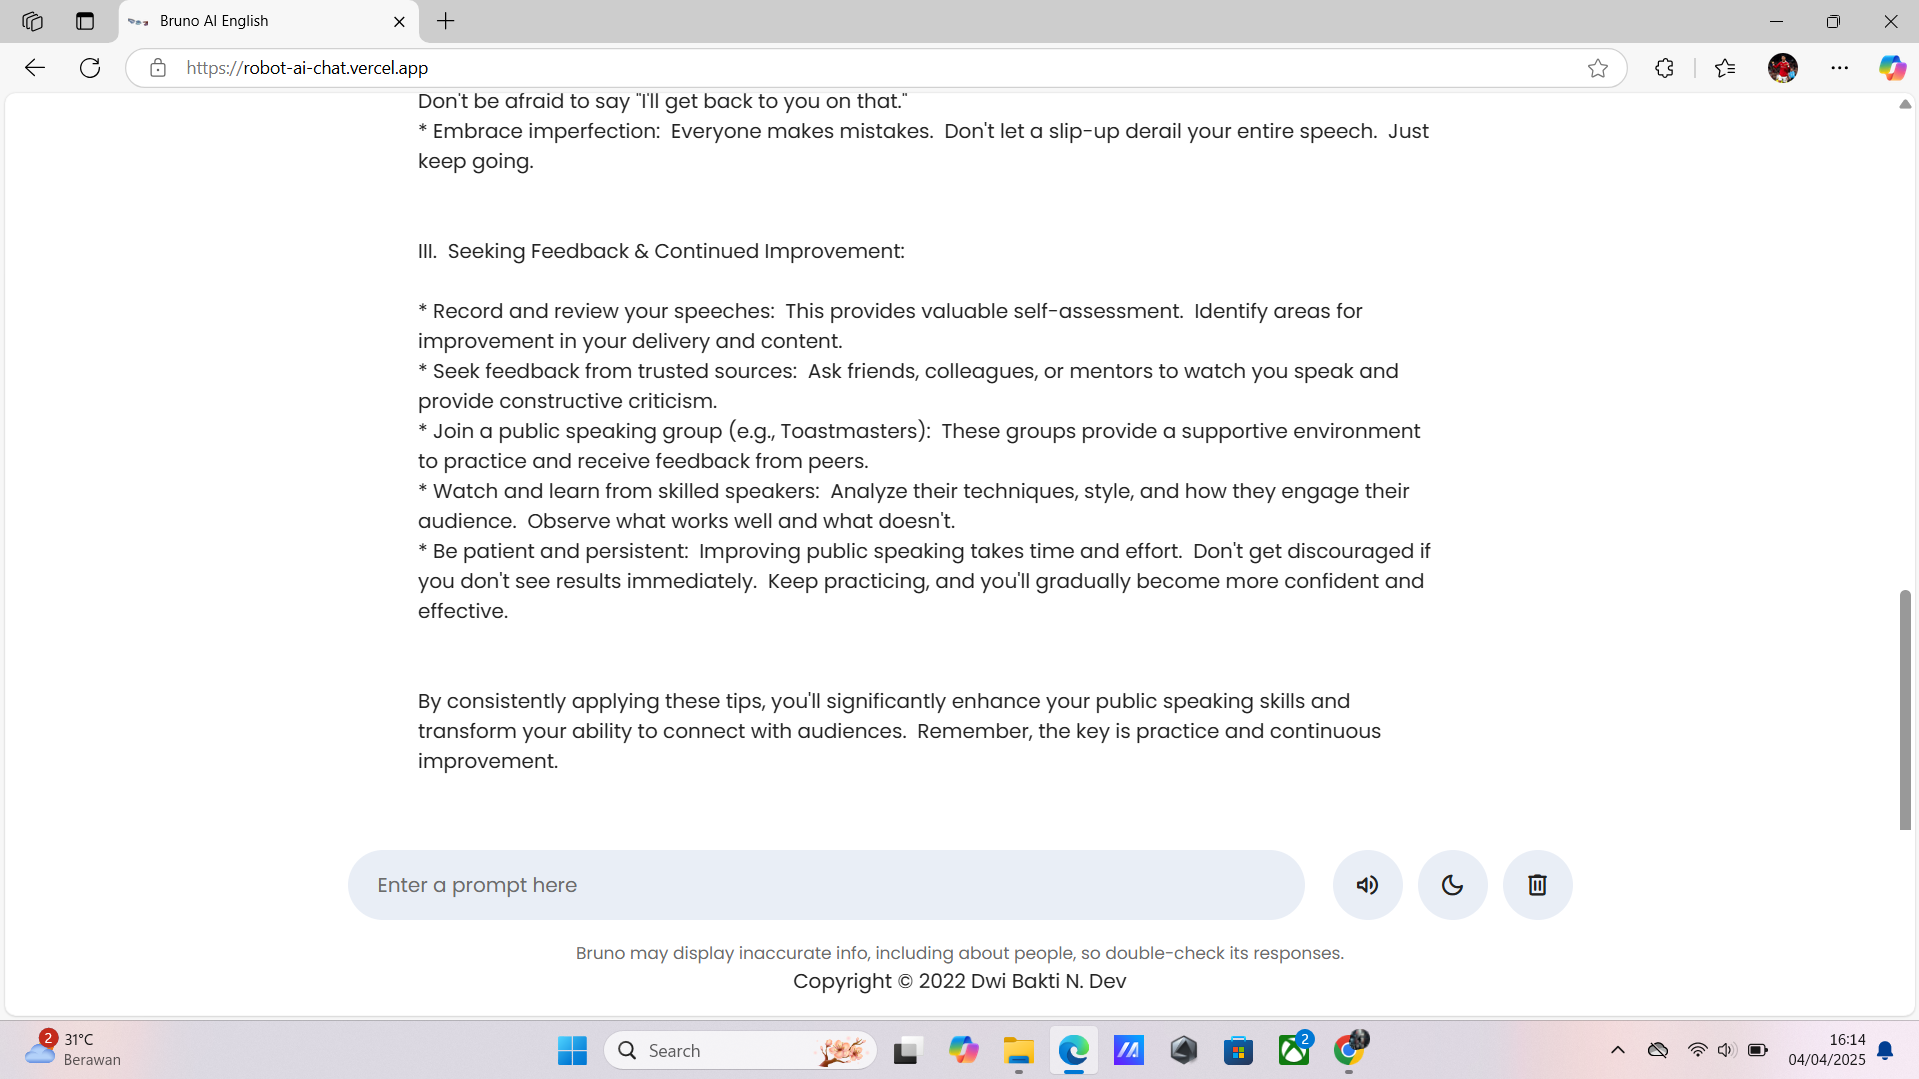 Bruno AI English
https://robot-ai-chat.vercel.app
Don't be afraid to say "I'll get back to you on that."
* Embrace imperfection:  Everyone makes mistakes.  Don't let a slip-up derail your entire speech.  Just
keep going.
III.  Seeking Feedback & Continued Improvement:
* Record and review your speeches:  This provides valuable self-assessment.  Identify areas for
improvement in your delivery and content.
* Seek feedback from trusted sources:  Ask friends, colleagues, or mentors to watch you speak and
provide constructive criticism.
* Join a public speaking group (e.g., Toastmasters):  These groups provide a supportive environment
to practice and receive feedback from peers.
* Watch and learn from skilled speakers:  Analyze their techniques, style, and how they engage their
audience.  Observe what works well and what doesn't.
* Be patient and persistent:  Improving public speaking takes time and effort.  Don't get discouraged if
you don't see results immediately.  Keep practicing, and you'll gradually become more confident and
effective.
By consistently applying these tips, you'll significantly enhance your public speaking skills and
transform your ability to connect with audiences.  Remember, the key is practice and continuous
improvement.
Enter a prompt here
Bruno may display inaccurate info, including about people, so double-check its responses.
Copyright © 2022 Dwi Bakti N. Dev
2
31°C
Berawan
Search
2
16:14
04/04/2025